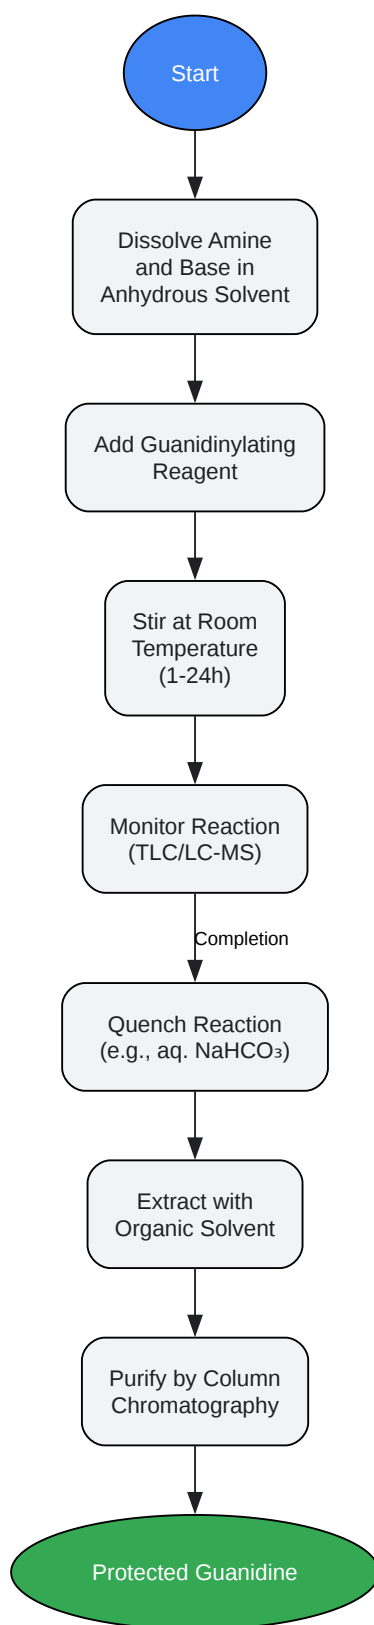 Start
Dissolve Amine
and Base in
Anhydrous Solvent
Add Guanidinylating
Reagent
Stir at Room
Temperature
(1-24h)
Monitor Reaction
(TLC/LC-MS)
Completion
Quench Reaction
(e.g., aq. NaHCO₃)
Extract with
Organic Solvent
Purify by Column
Chromatography
Protected Guanidine